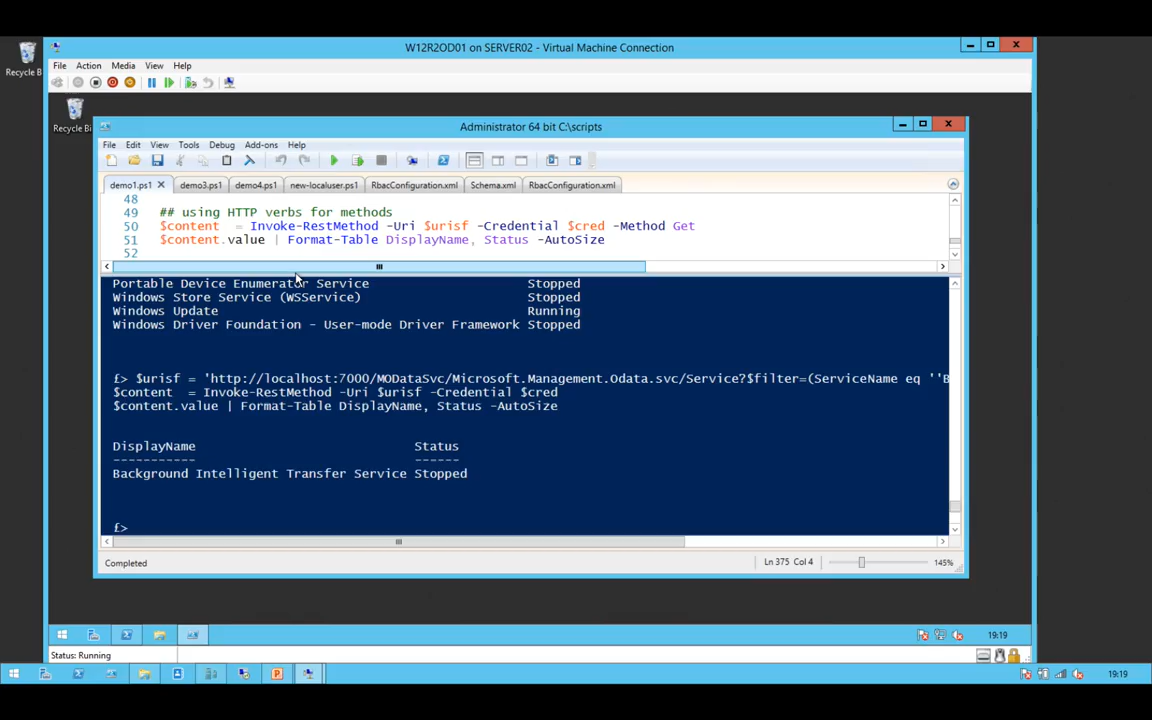 W12R2OD01 on SERVER02 - Virtual Machine Connection
Recycle B
File Action Media View Help
Recycle Bi
Administrator 64 bit C:\scripts
File Edit View Tools Debug Add-ons Help
demo1.ps1 demo3.ps1 demo4.ps1 new-localuser.ps1 RbacConfiguration.xml Schema.xml RbacConfiguration.xml
48
49 ## using HTTP verbs for methods
50 $content = Invoke-RestMethod -Uri $urisf -Credential $cred -Method Get
51 $content.value | Format-Table DisplayName, Status -AutoSize
52
Portable Device Enumerator Service Stopped
Windows Store Service (WSService) Stopped
Windows Update Running
Windows Driver Foundation - User-mode Driver Framework Stopped
£> $urisf = 'http://localhost:7000/MODataSvc/Microsoft.Management.Odata.svc/Service?$filter=(ServiceName eq ''B
$content = Invoke-RestMethod -Uri $urisf -Credential $cred
$content.value | Format-Table DisplayName, Status -AutoSize
DisplayName Status
----------- ------
Background Intelligent Transfer Service Stopped
£>
Completed Ln 375 Col 4 145%
19:19
Status: Running
19:19